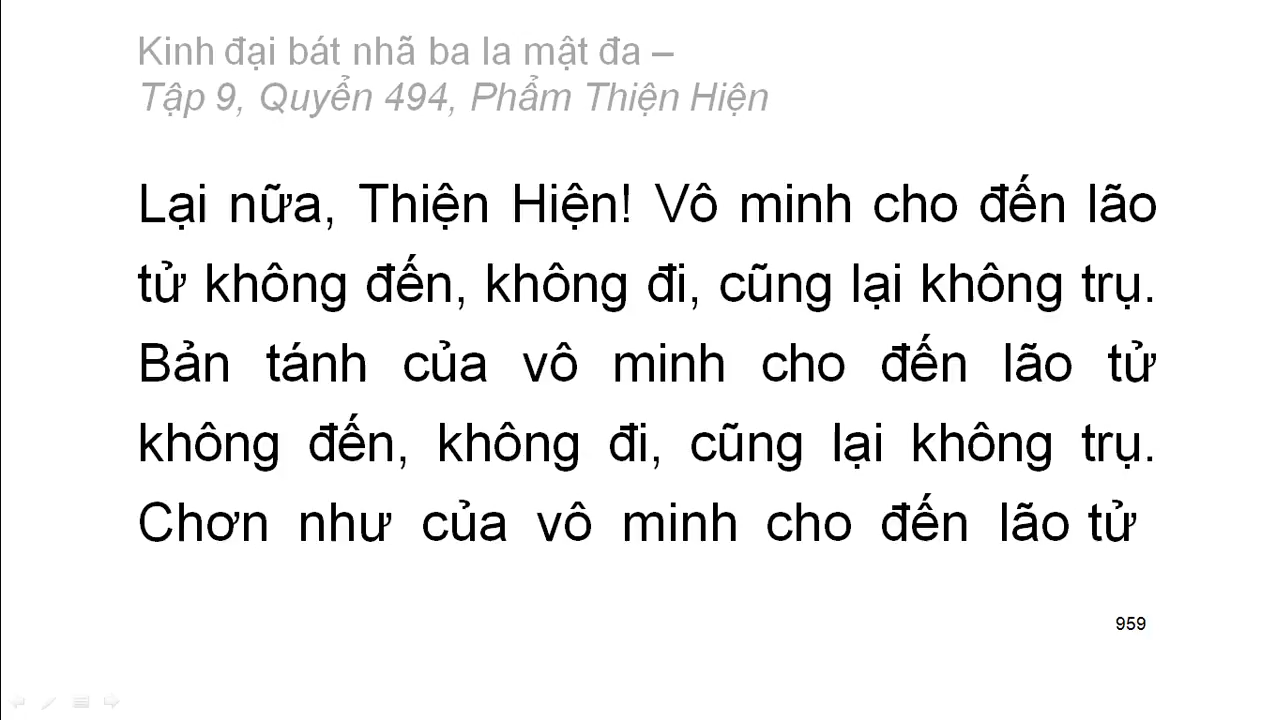 Kinh đại bát nhã ba la mật đa –
Tập 9, Quyển 494, Phẩm Thiện Hiện
Lại nữa, Thiện Hiện! Vô minh cho đến lão
tử không đến, không đi, cũng lại không trụ.
Bản tánh của vô minh cho đến lão tử
không đến, không đi, cũng lại không trụ.
Chơn như của vô minh cho đến lão tử
959